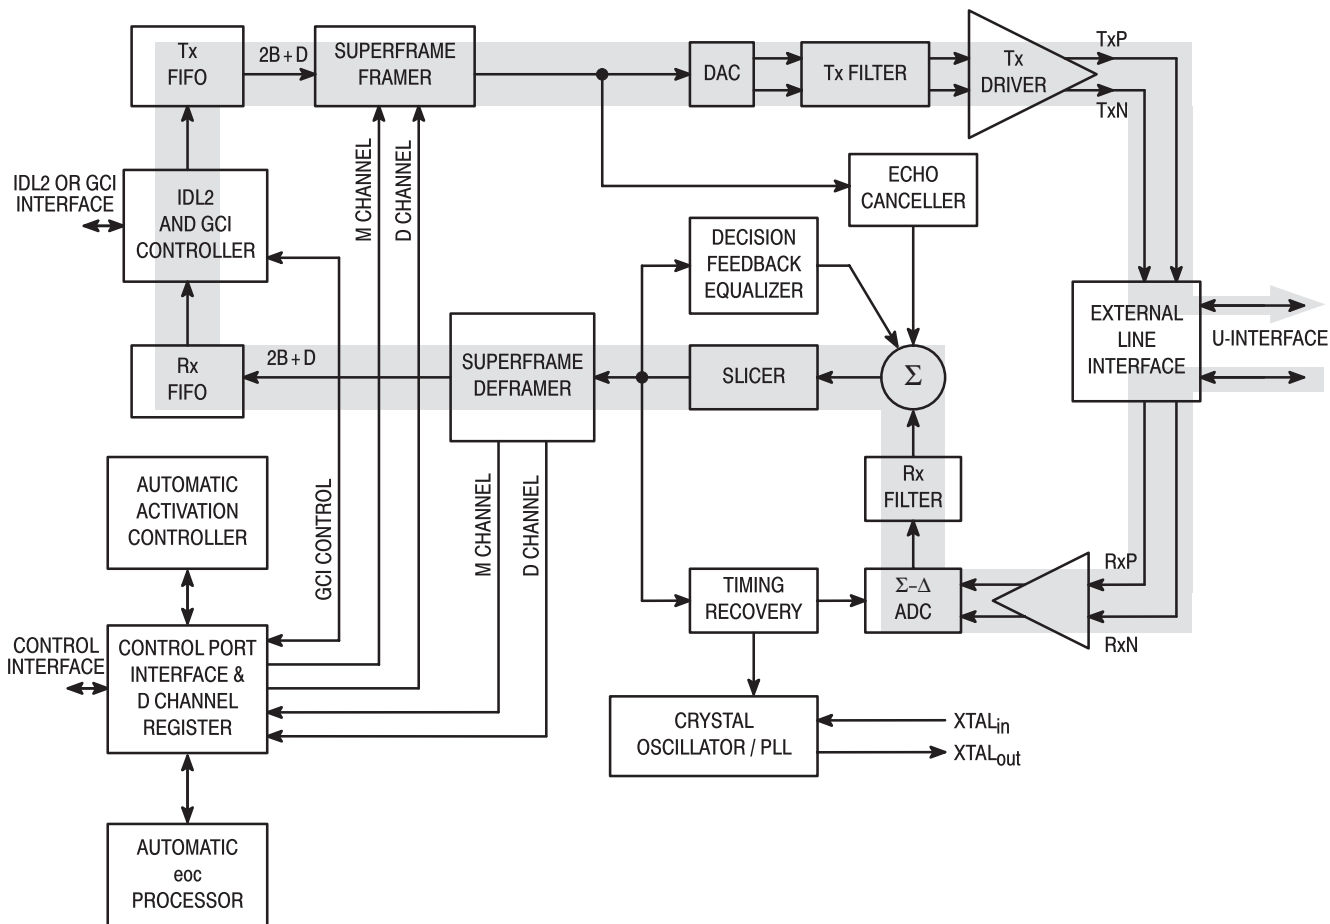 Tx
FIFO
2B+D
SUPERFRAME
FRAMER
DAC
Tx FILTER
Tx
DRIVER
TxP
TxN
IDL2 OR GCI
INTERFACE
IDL2
AND GCI
CONTROLLER
M CHANNEL
D CHANNEL
ECHO
CANCELLER
DECISION
FEEDBACK
EQUALIZER
EXTERNAL
LINE
INTERFACE
U-INTERFACE
Rx
FIFO
2B+D
SUPERFRAME
DEFRAMER
SLICER
Σ
Rx
FILTER
AUTOMATIC
ACTIVATION
CONTROLLER
GCI CONTROL
M CHANNEL
D CHANNEL
TIMING
RECOVERY
Σ–Δ
ADC
RxP
RxN
CONTROL
INTERFACE
CONTROL PORT
INTERFACE &
D CHANNEL
REGISTER
CRYSTAL
OSCILLATOR / PLL
XTALin
XTALout
AUTOMATIC
eoc
PROCESSOR